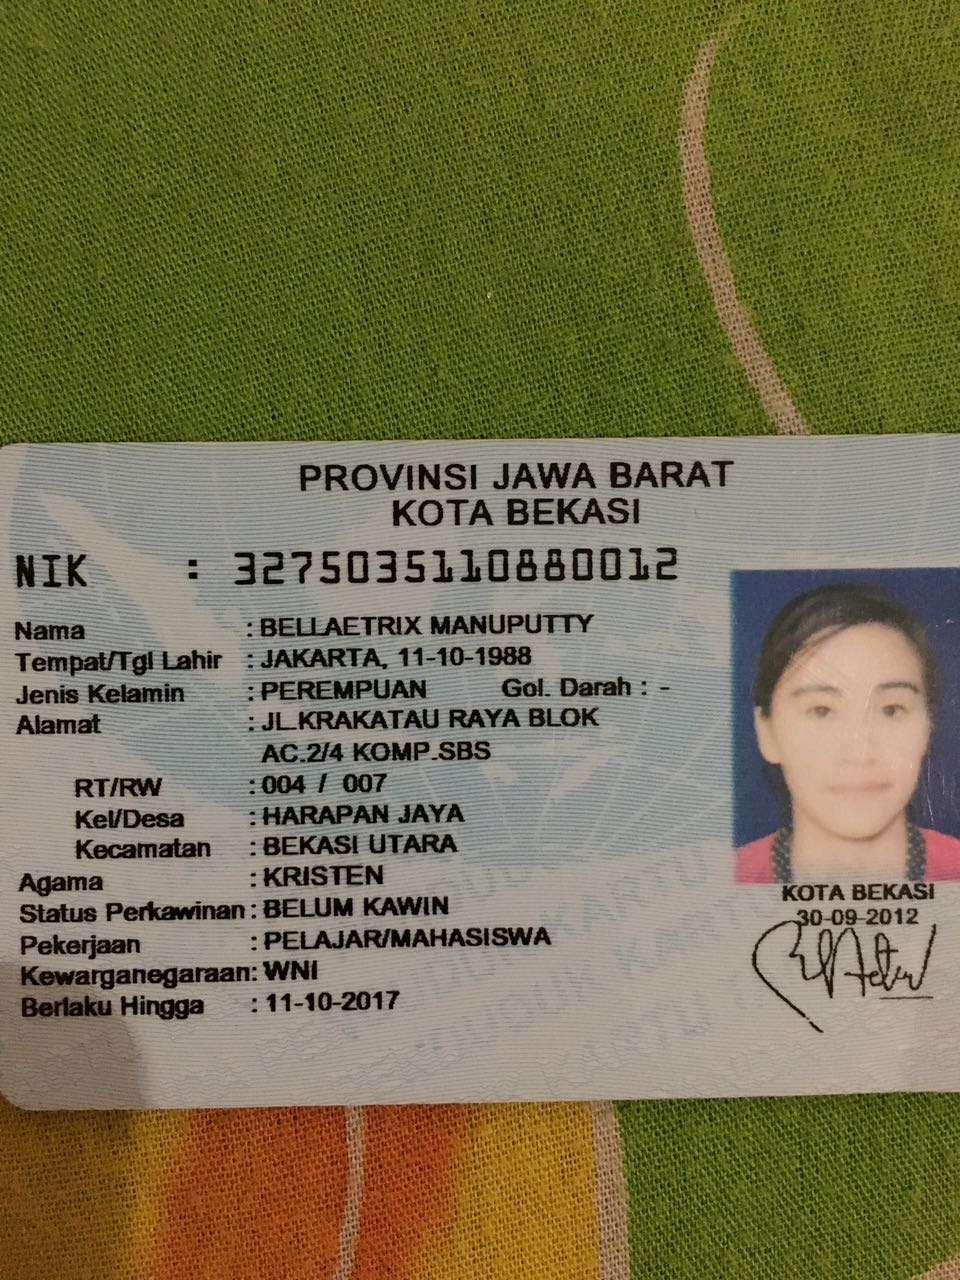 PROVINSI JAWA BARAT
KOTA BEKASI
NIK : 3275035110880012
Nama : BELLAETRIX MANUPUTTY
Tempat/Tgl Lahir : JAKARTA, 11-10-1988
Jenis Kelamin : PEREMPUAN Gol. Darah : -
Alamat : JL.KRAKATAU RAYA BLOK
AC.2/4 KOMP.SBS
RT/RW : 004 / 007
Kel/Desa : HARAPAN JAYA
Kecamatan : BEKASI UTARA
Agama : KRISTEN
Status Perkawinan : BELUM KAWIN
Pekerjaan : PELAJAR/MAHASISWA
Kewarganegaraan: WNI
Berlaku Hingga : 11-10-2017
KOTA BEKASI
30-09-2012